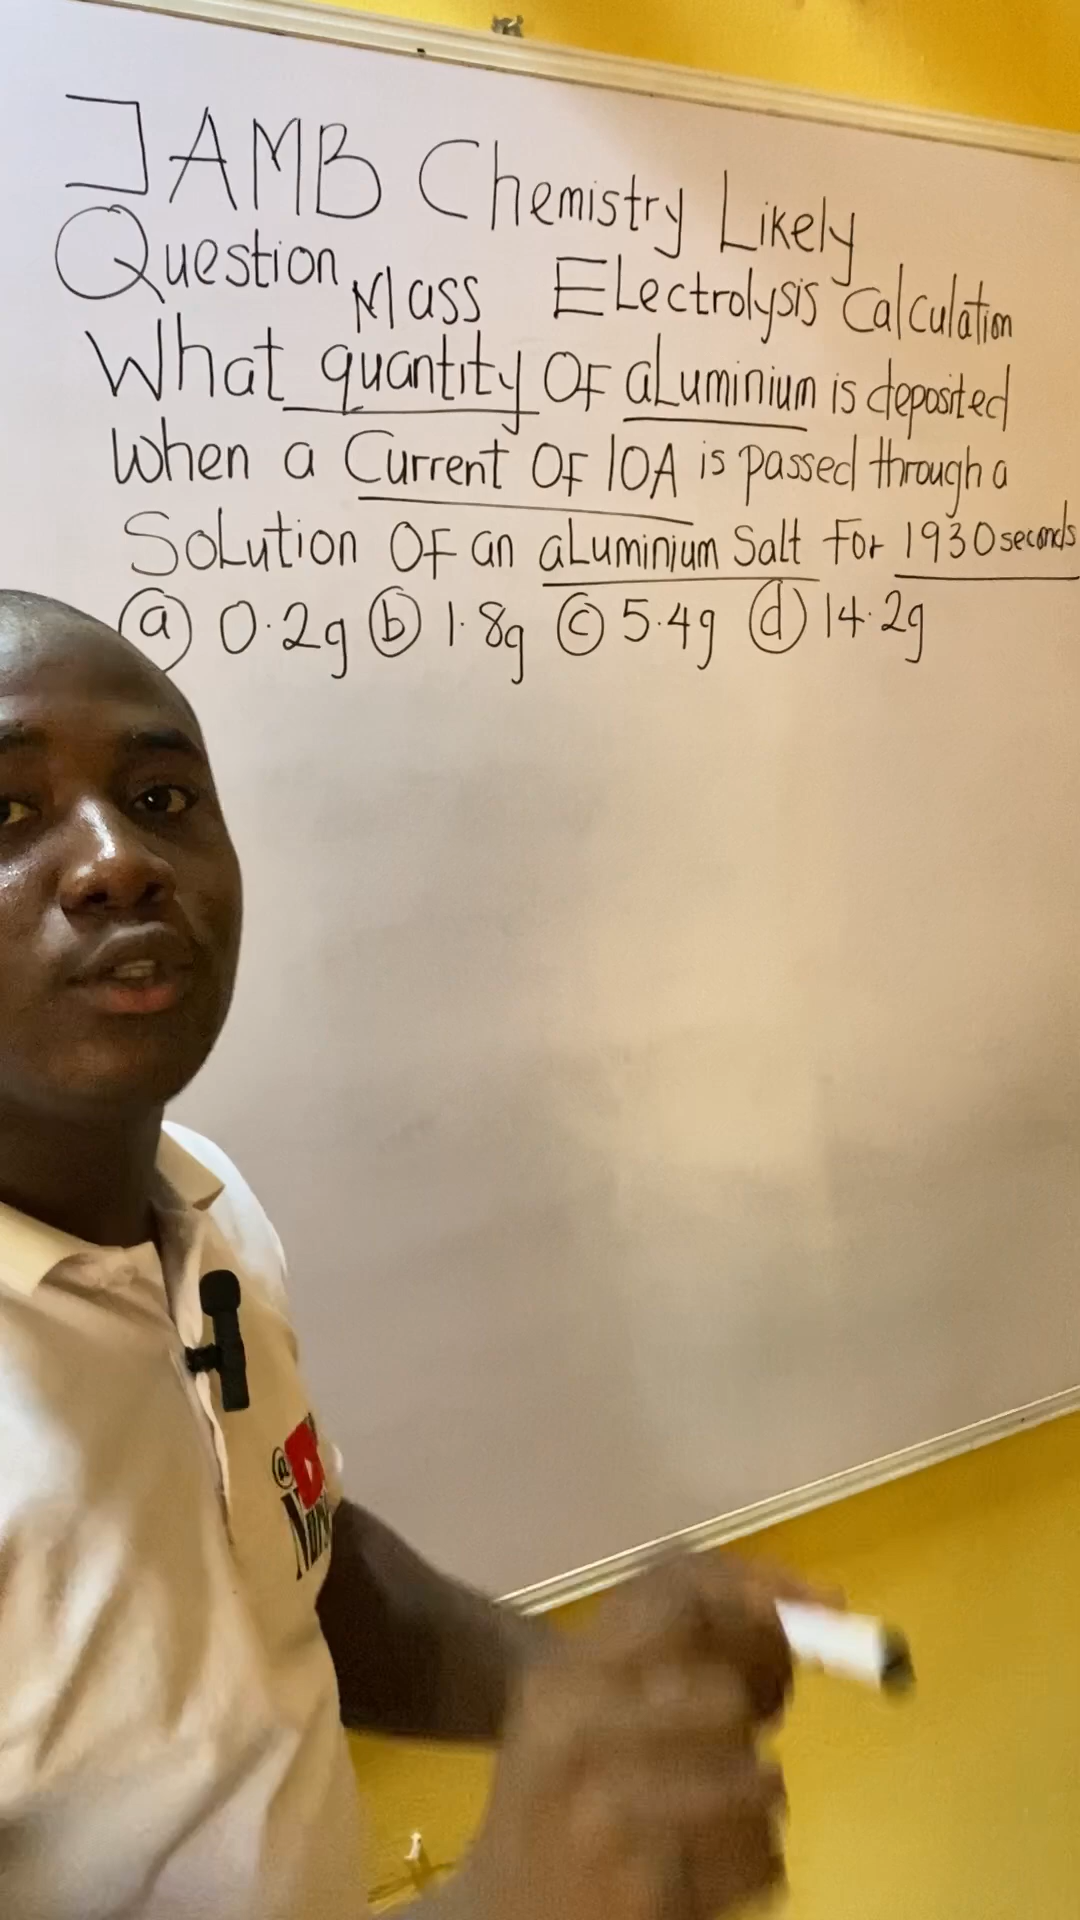 JAMB Chemistry Likely
Question Mass Electrolysis Calculation
What quantity OF aluminium is deposited
when a Current OF 10A is passed through a
Solution OF an aluminium Salt For 1930 seconds
(a) 0.2g (b) 1.8g (c) 5.4g (d) 14.2g
@